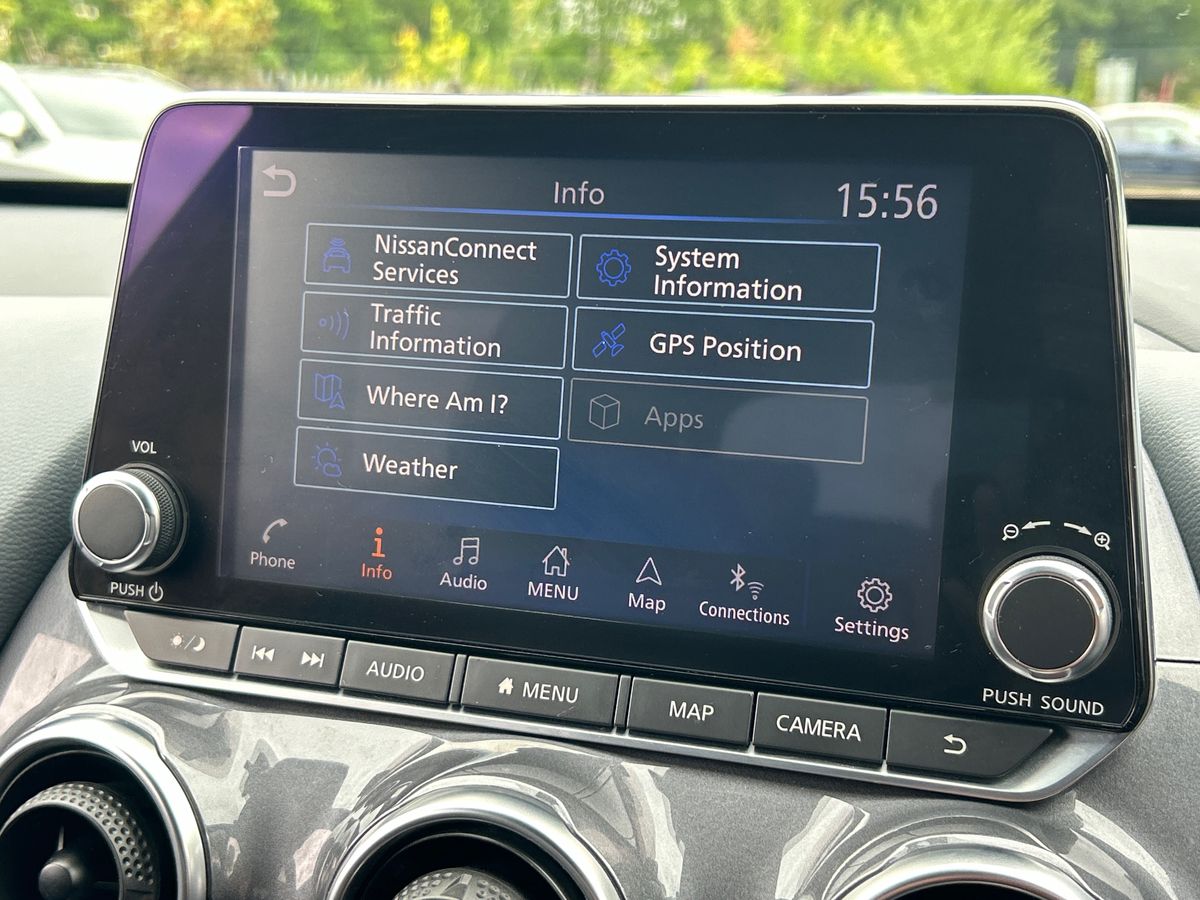 Info
15:56
NissanConnect
Services
System
Information
Traffic
Information
GPS Position
Where Am I?
Apps
Weather
VOL
PUSH
Phone
Info
Audio
MENU
Map
Connections
Settings
PUSH SOUND
AUDIO
MENU
MAP
CAMERA